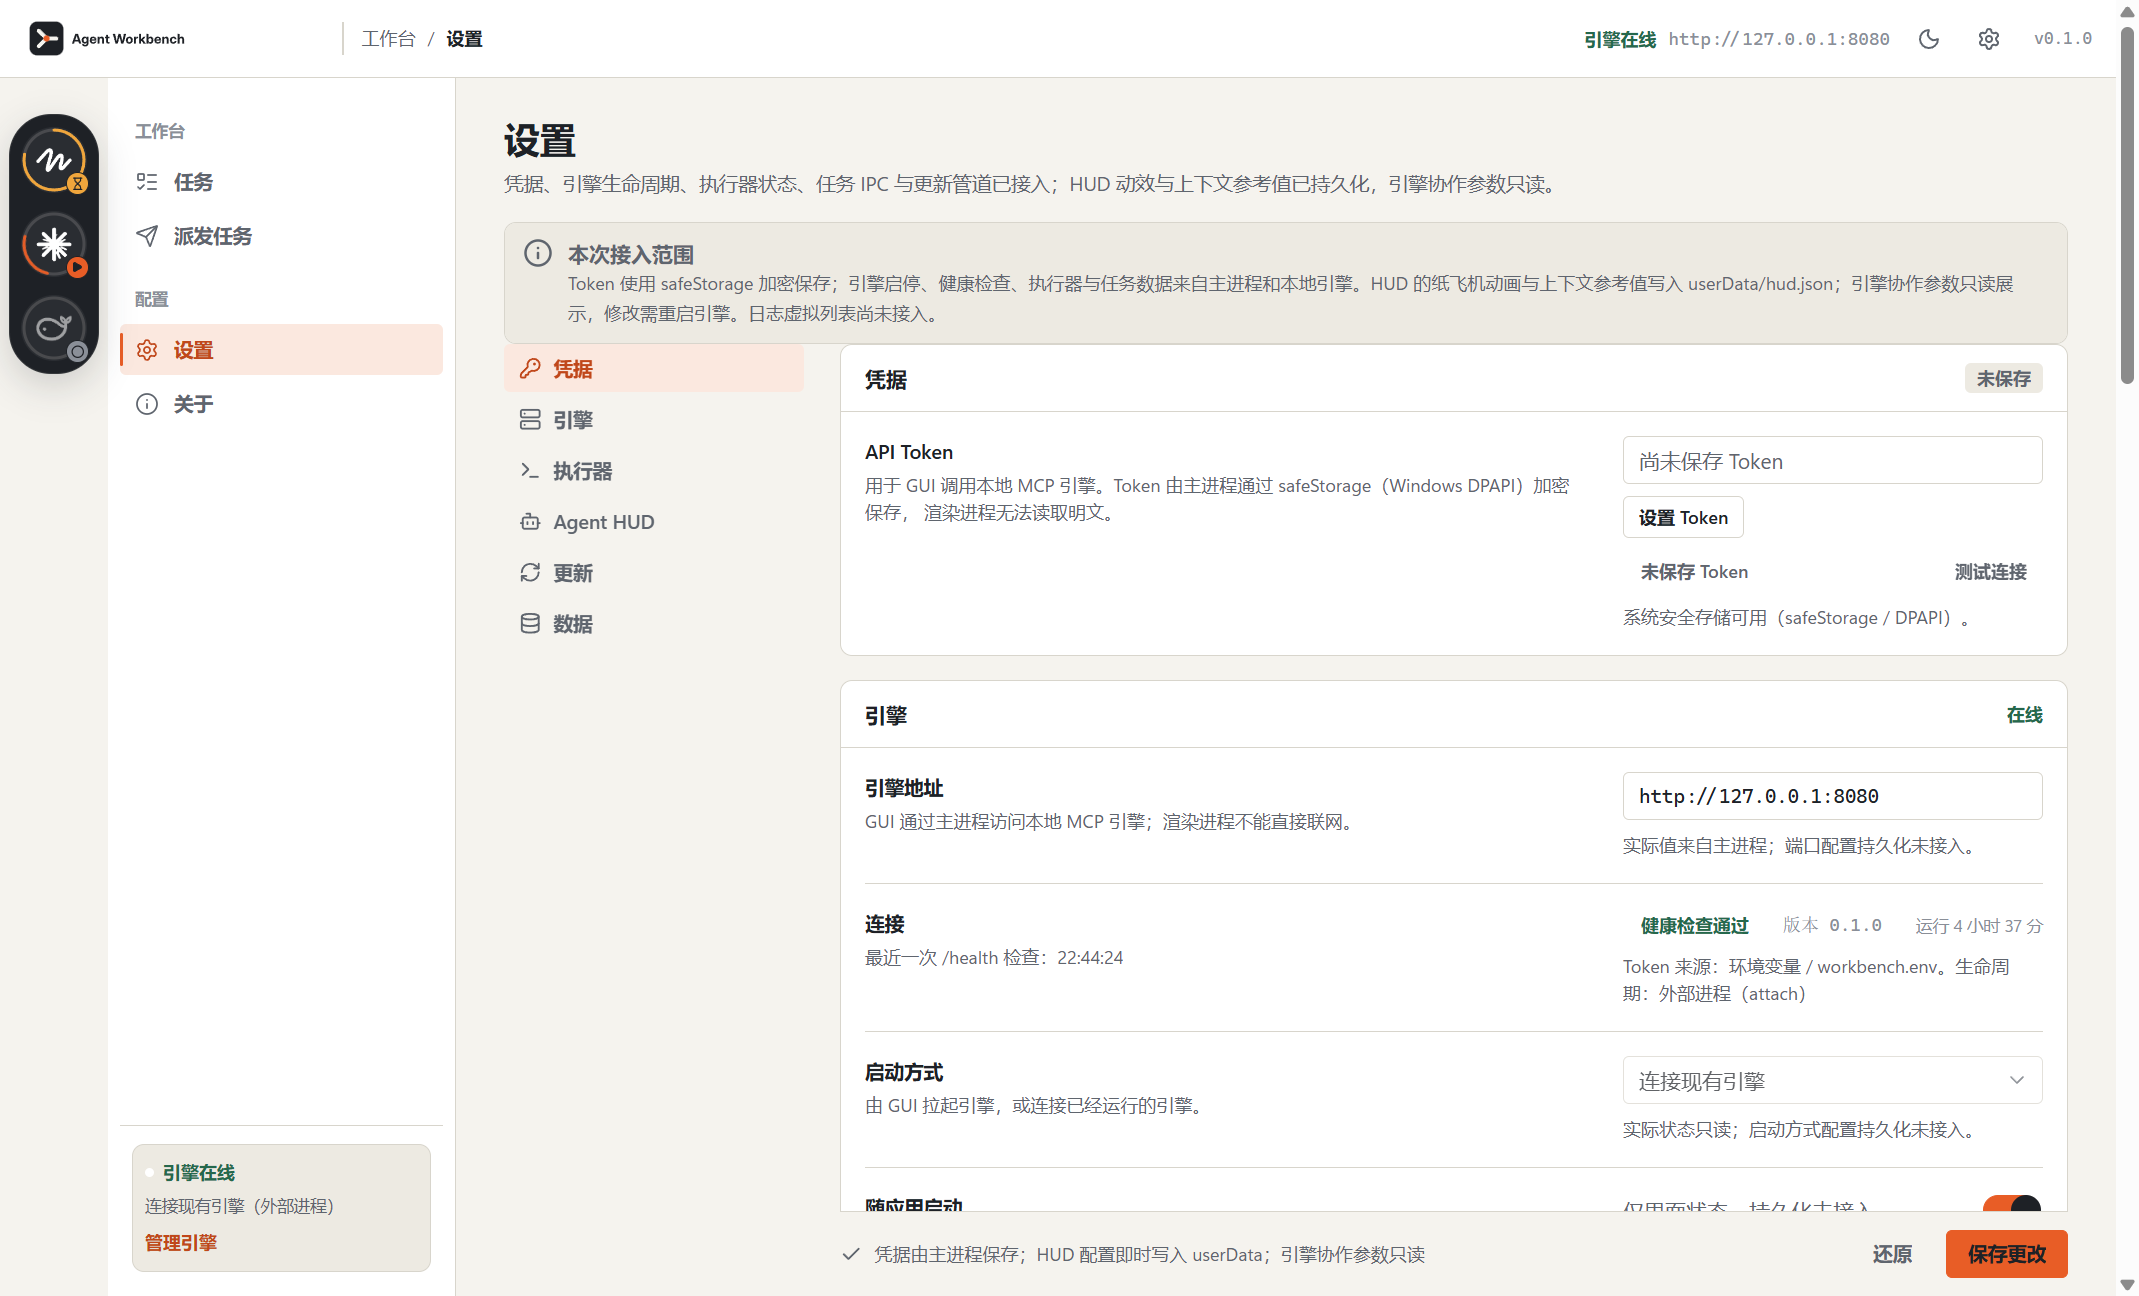 Agent Workbench
工作台 / 设置
引擎在线 http://127.0.0.1:8080
v0.1.0
工作台
任务
派发任务
配置
设置
关于
引擎在线
连接现有引擎（外部进程）
管理引擎
设置
凭据、引擎生命周期、执行器状态、任务 IPC 与更新管道已接入；HUD 动效与上下文参考值已持久化，引擎协作参数只读。
本次接入范围
Token 使用 safeStorage 加密保存；引擎启停、健康检查、执行器与任务数据来自主进程和本地引擎。HUD 的纸飞机动画与上下文参考值写入 userData/hud.json；引擎协作参数只读展
示，修改需重启引擎。日志虚拟列表尚未接入。
凭据
引擎
执行器
Agent HUD
更新
数据
凭据
未保存
API Token
用于 GUI 调用本地 MCP 引擎。Token 由主进程通过 safeStorage（Windows DPAPI）加密
保存， 渲染进程无法读取明文。
尚未保存 Token
设置 Token
未保存 Token
测试连接
系统安全存储可用（safeStorage / DPAPI）。
引擎
在线
引擎地址
GUI 通过主进程访问本地 MCP 引擎；渲染进程不能直接联网。
http://127.0.0.1:8080
实际值来自主进程；端口配置持久化未接入。
连接
最近一次 /health 检查：22:44:24
健康检查通过
版本 0.1.0
运行 4 小时 37 分
Token 来源：环境变量 / workbench.env。生命周
期：外部进程（attach）
启动方式
由 GUI 拉起引擎，或连接已经运行的引擎。
连接现有引擎
实际状态只读；启动方式配置持久化未接入。
随应用启动
仅界面状态，持久化未接入
凭据由主进程保存；HUD 配置即时写入 userData；引擎协作参数只读
还原
保存更改